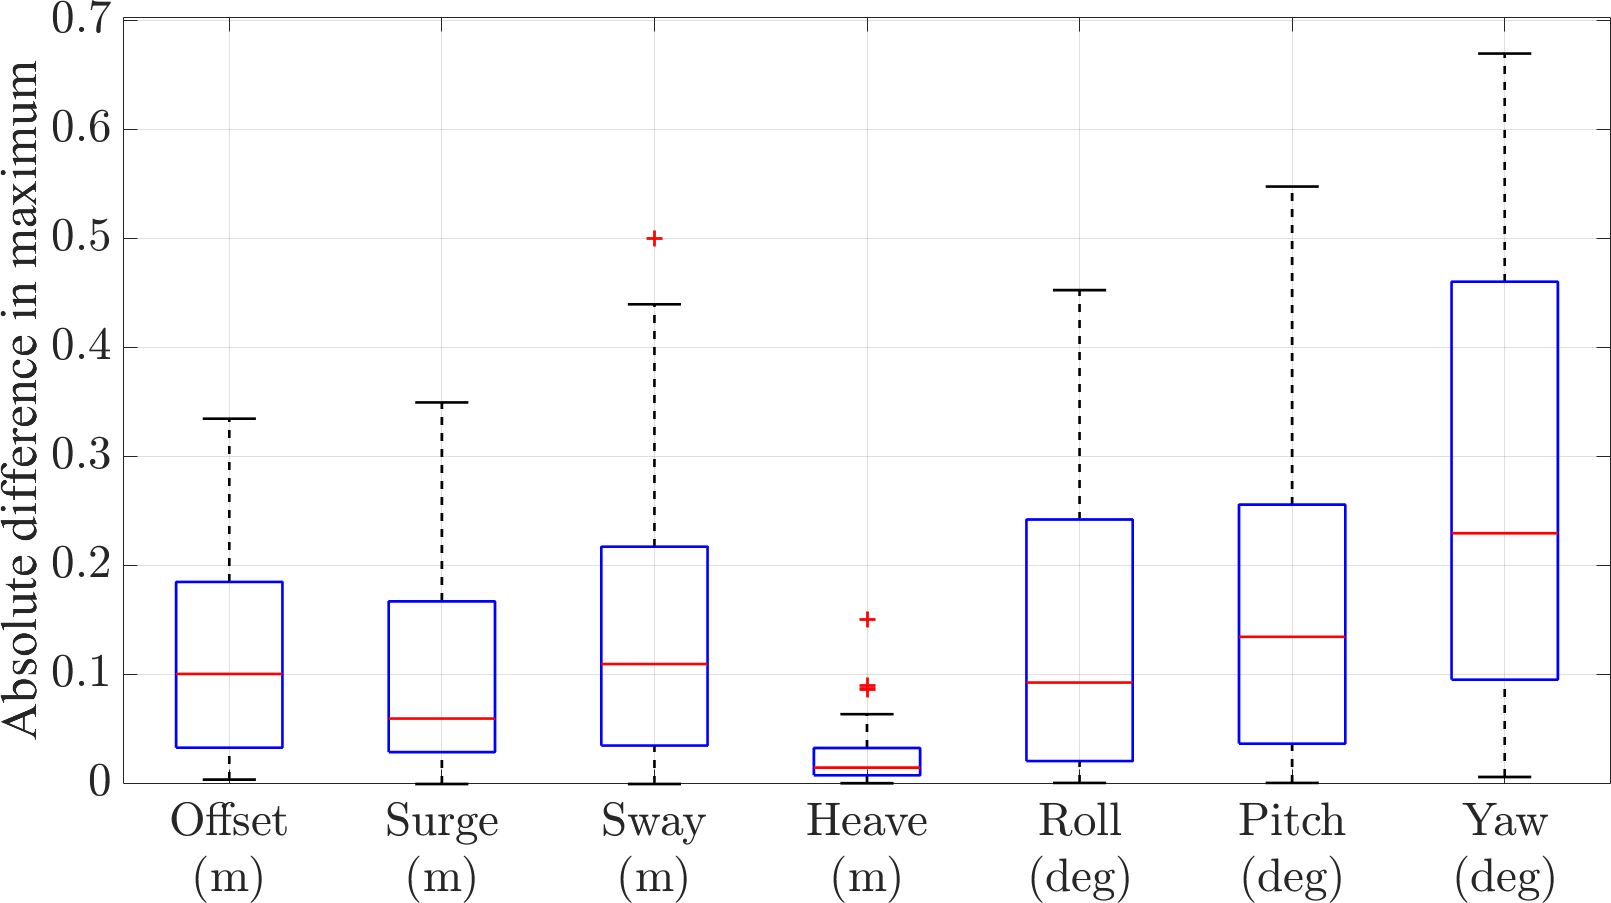 Absolute difference in maximum
0.7
0.6
0.5
0.4
0.3
0.2
0.1
0
Offset Surge Sway Heave Roll Pitch Yaw
(m) (m) (m) (m) (deg) (deg) (deg)